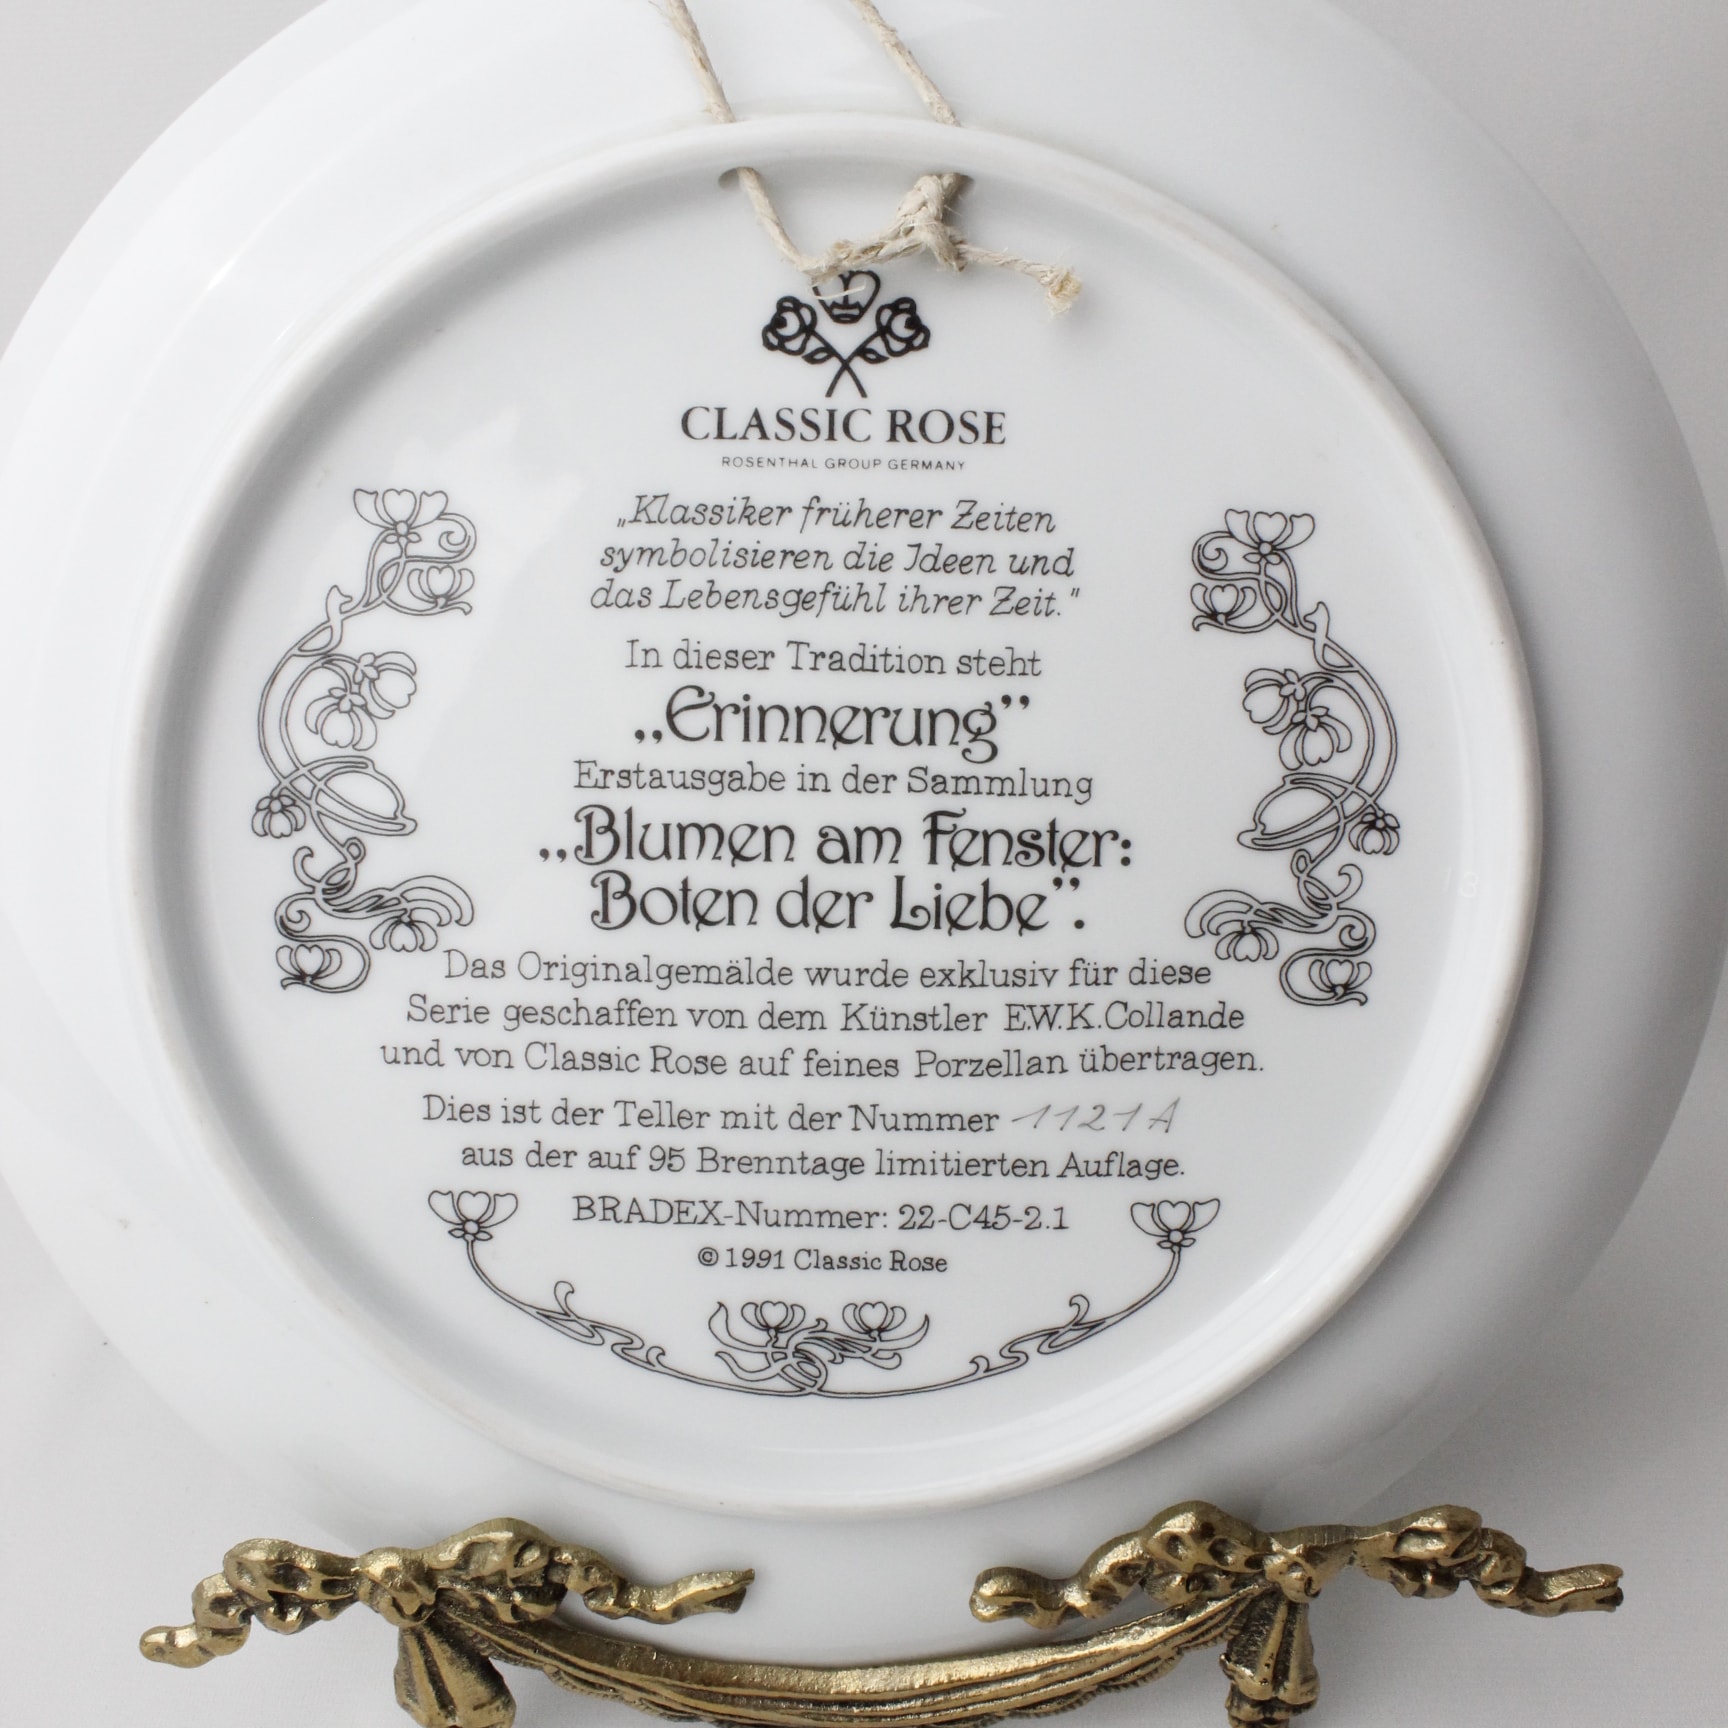 CLASSIC ROSE
ROSENTHAL GROUP GERMANY
„Klassiker früherer Zeiten
symbolisieren die Ideen und
das Lebensgefühl ihrer Zeit."
In dieser Tradition steht
„Erinnerung”
Erstausgabe in der Sammlung
„Blumen am Fenster:
Boten der Liebe”.
Das Originalgemälde wurde exklusiv für diese
Serie geschaffen von dem Künstler E.W.K.Collande
und von Classic Rose auf feines Porzellan übertragen.
Dies ist der Teller mit der Nummer 1121A
aus der auf 95 Brenntage limitierten Auflage.
BRADEX-Nummer: 22-C45-2.1
© 1991 Classic Rose